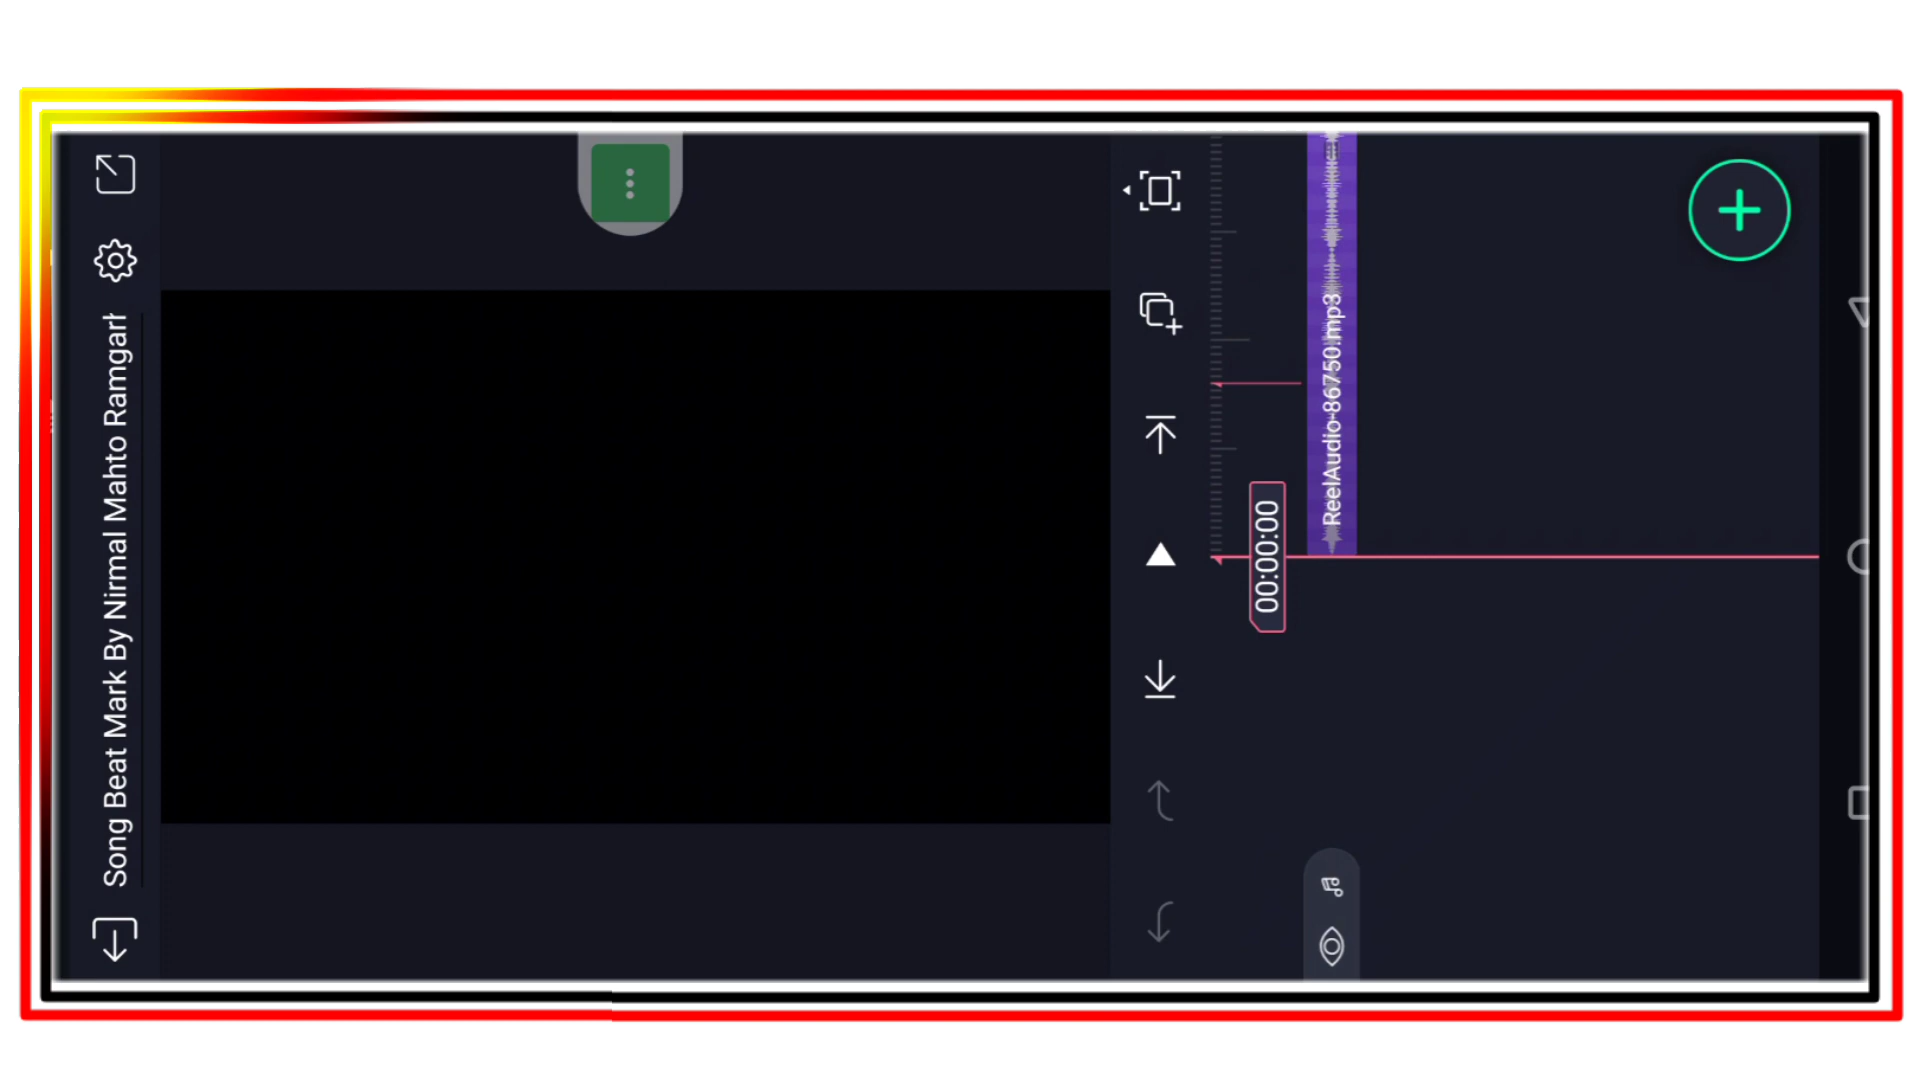 Song Beat Mark By Nirmal Mahto Ramgarh
00:00:00
ReelAudio-86750.mp3